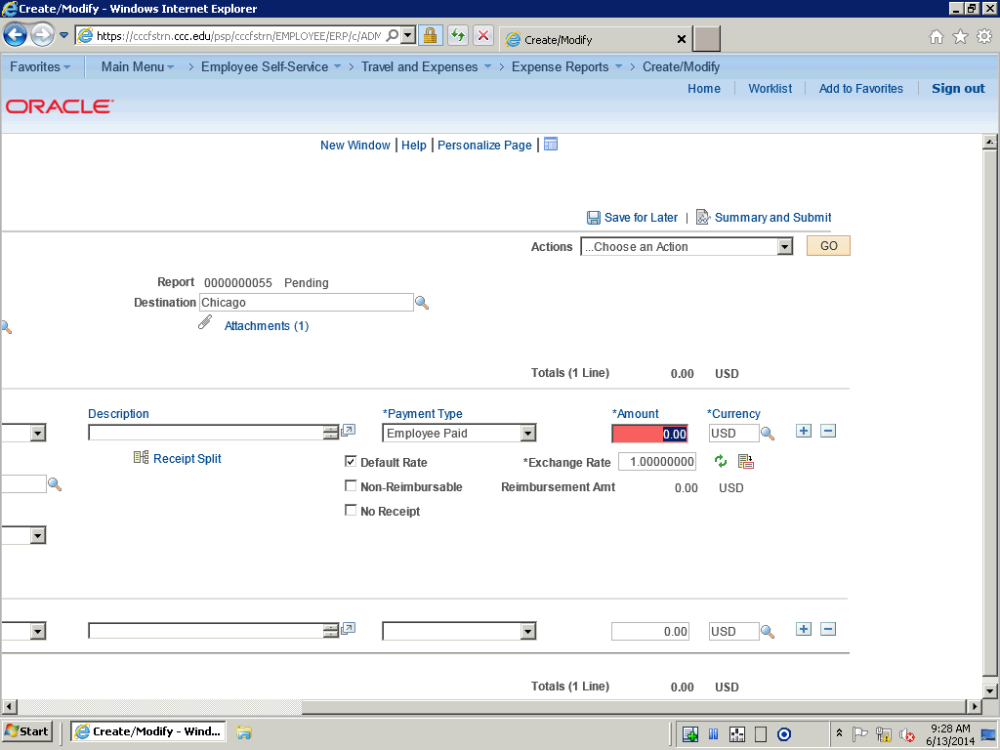 Create/Modify - Windows Internet Explorer
https://cccfstrn.ccc.edu/psp/cccfstrn/EMPLOYEE/ERP/c/ADM
Create/Modify
Favorites Main Menu > Employee Self-Service > Travel and Expenses > Expense Reports > Create/Modify
Home Worklist Add to Favorites Sign out
ORACLE
New Window | Help | Personalize Page |
Save for Later | Summary and Submit
Actions ...Choose an Action GO
Report 0000000055 Pending
Destination Chicago
Attachments (1)
Totals (1 Line) 0.00 USD
Description *Payment Type *Amount *Currency
Employee Paid 0.00 USD
Receipt Split Default Rate *Exchange Rate 1.00000000
Non-Reimbursable Reimbursement Amt 0.00 USD
No Receipt
0.00 USD
Totals (1 Line) 0.00 USD
Start Create/Modify - Wind... 9:28 AM
6/13/2014